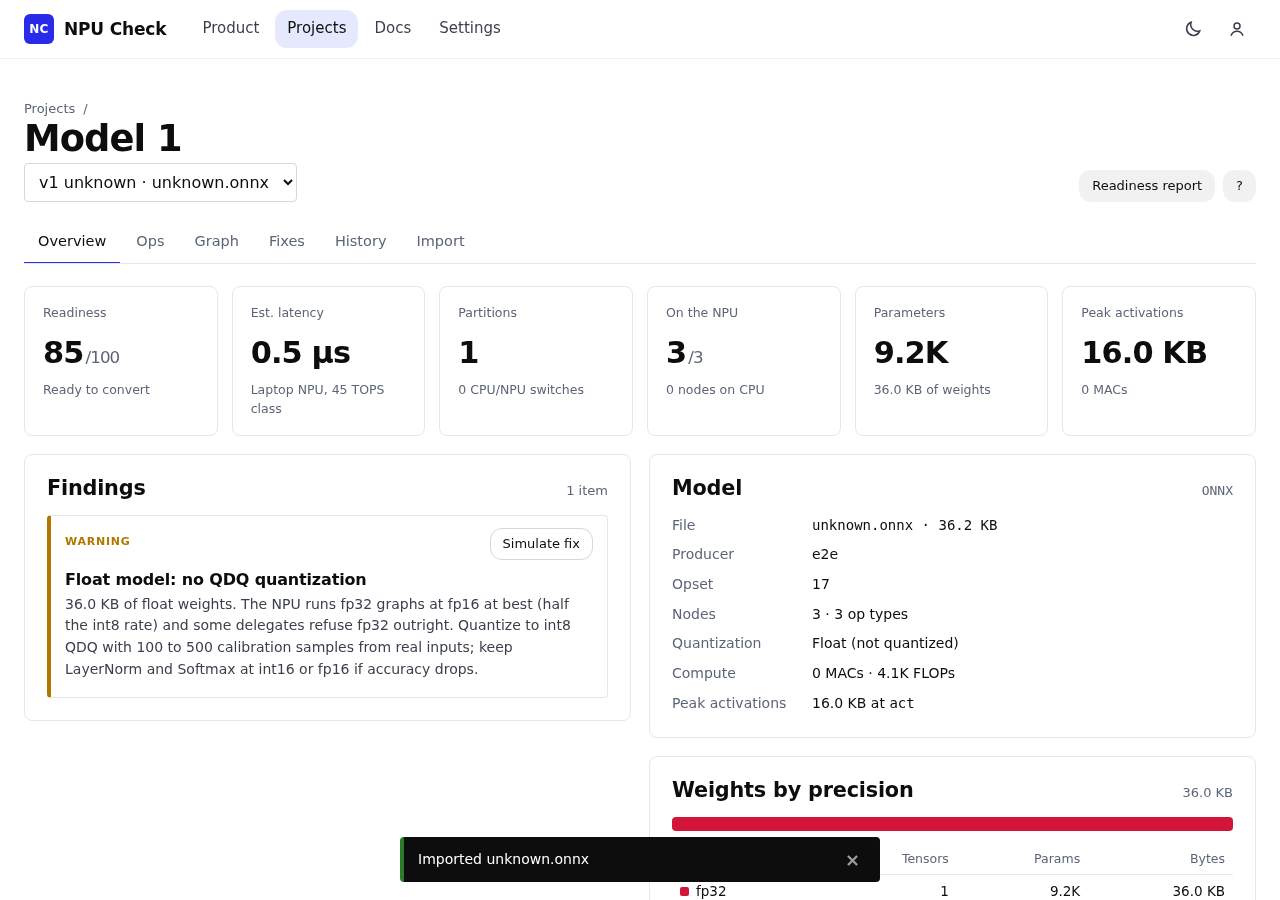 NC NPU Check Product Projects Docs Settings
Projects /
Model 1
v1 unknown · unknown.onnx
Readiness report ?
Overview Ops Graph Fixes History Import
Readiness
85/100
Ready to convert
Est. latency
0.5 µs
Laptop NPU, 45 TOPS
class
Partitions
1
0 CPU/NPU switches
On the NPU
3/3
0 nodes on CPU
Parameters
9.2K
36.0 KB of weights
Peak activations
16.0 KB
0 MACs
Findings 1 item
WARNING Simulate fix
Float model: no QDQ quantization
36.0 KB of float weights. The NPU runs fp32 graphs at fp16 at best (half
the int8 rate) and some delegates refuse fp32 outright. Quantize to int8
QDQ with 100 to 500 calibration samples from real inputs; keep
LayerNorm and Softmax at int16 or fp16 if accuracy drops.
Model ONNX
File unknown.onnx · 36.2 KB
Producer e2e
Opset 17
Nodes 3 · 3 op types
Quantization Float (not quantized)
Compute 0 MACs · 4.1K FLOPs
Peak activations 16.0 KB at act
Weights by precision 36.0 KB
Tensors Params Bytes
fp32 1 9.2K 36.0 KB
Imported unknown.onnx ×